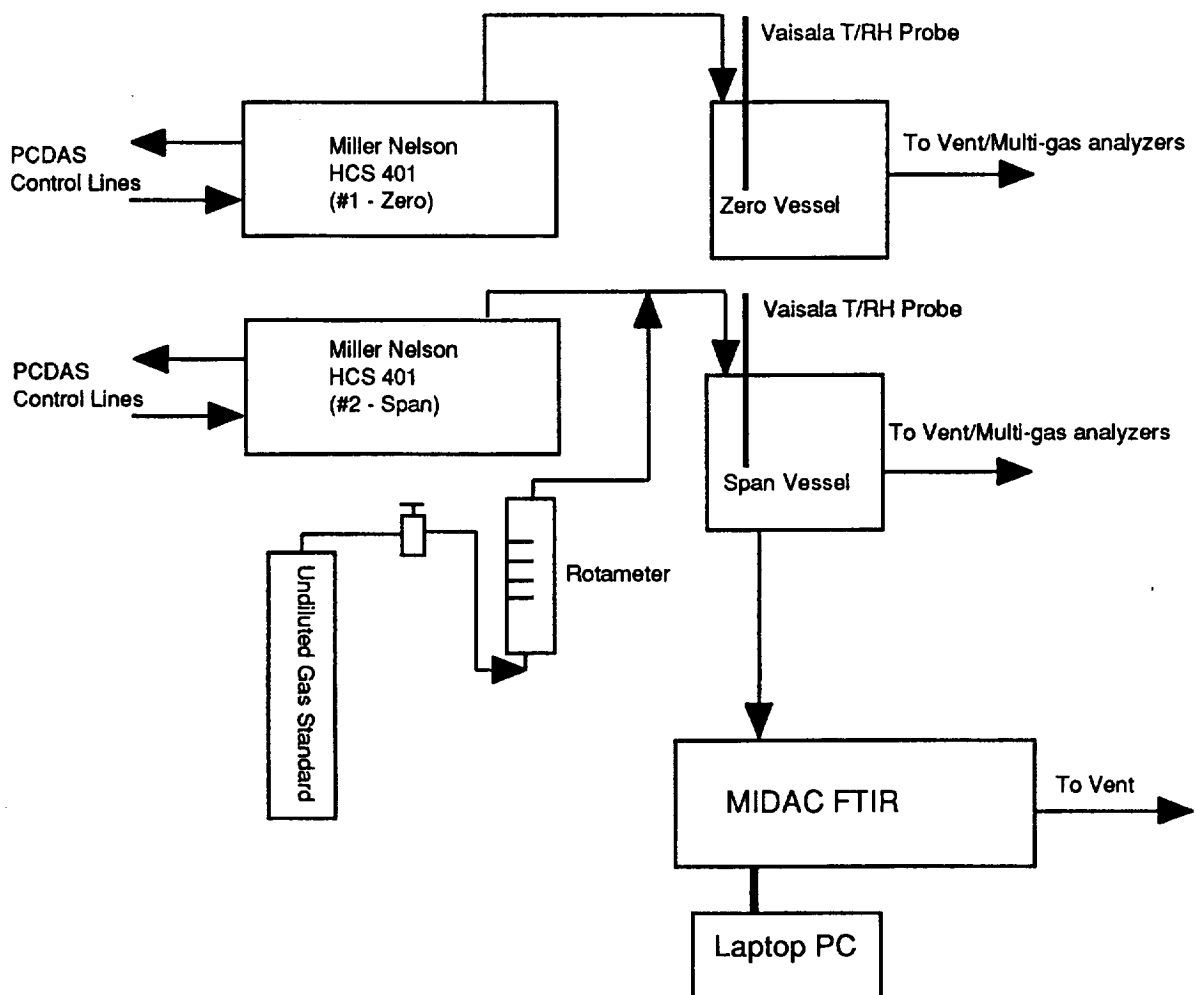 Vaisala T/RH Probe
PCDAS
Control Lines
Miller Nelson
HCS 401
(#1 - Zero)
To Vent/Multi-gas analyzers
Zero Vessel
Vaisala T/RH Probe
PCDAS
Control Lines
Miller Nelson
HCS 401
(#2 - Span)
To Vent/Multi-gas analyzers
Span Vessel
Rotameter
Undiluted Gas Standard
MIDAC FTIR
To Vent
Laptop PC